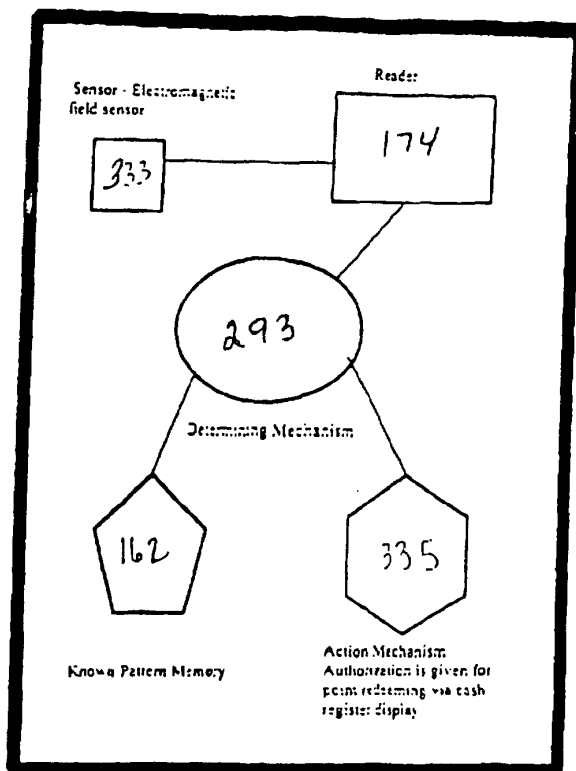 Sensor - Electromagnetic
field sensor
Reader
333
174
293
Determining Mechanism
162
335
Known Pattern Memory
Action Mechanism
Authorization is given for
point redeeming via cash
register display